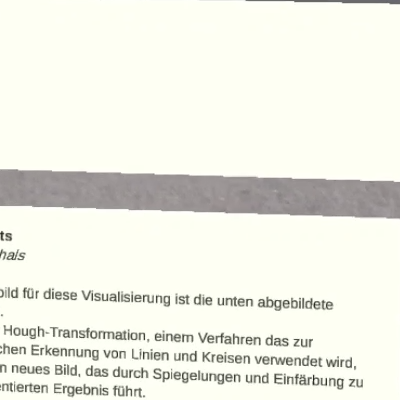 ts
hals
bild für diese Visualisierung ist die unten abgebildete
.
Hough-Transformation, einem Verfahren das zur
chen Erkennung von Linien und Kreisen verwendet wird,
n neues Bild, das durch Spiegelungen und Einfärbung zu
ntierten Ergebnis führt.